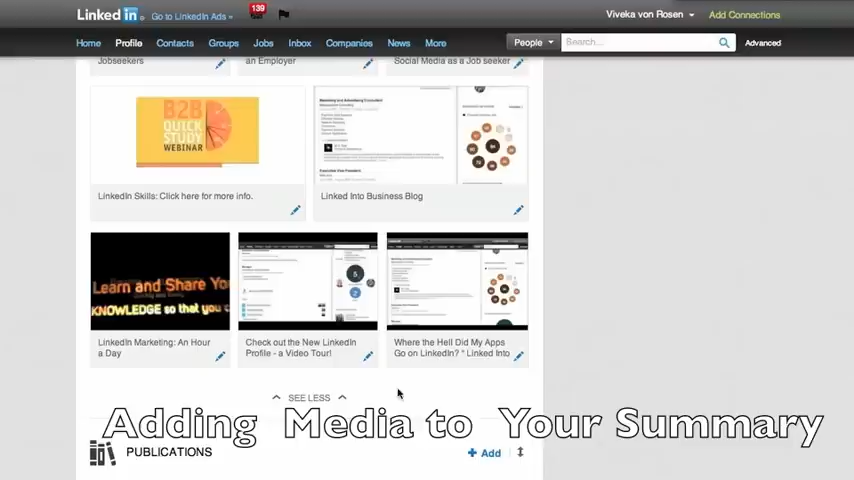 Linked in
Go to LinkedIn Ads »
139
Viveka von Rosen
Add Connections
Home Profile Contacts Groups Jobs Inbox Companies News More
People
Search...
Advanced
Jobseekers
an Employer
Social Media as a Job seeker
B2B
QUICK
STUDY
WEBINAR
LinkedIn Skills: Click here for more info.
Linked Into Business Blog
Learn and Share Yo
KNOWLEDGE so that you c
LinkedIn Marketing: An Hour
a Day
Check out the New LinkedIn
Profile - a Video Tour!
Where the Hell Did My Apps
Go on LinkedIn? * Linked Into
SEE LESS
Adding Media to Your Summary
PUBLICATIONS
+ Add